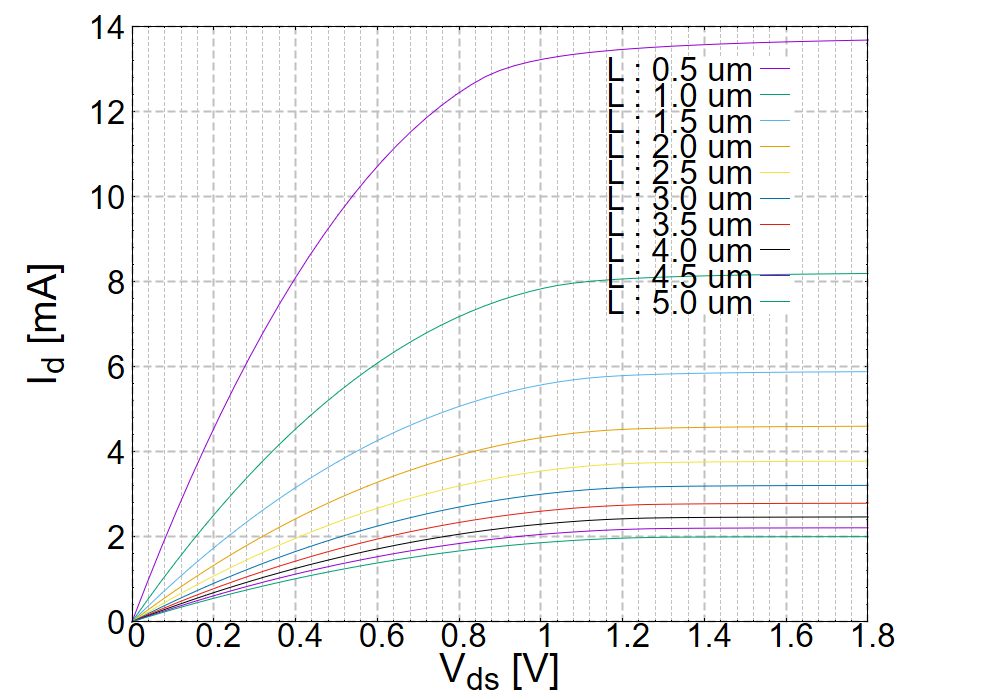 14
12
10
8
6
4
2
0
I_d [mA]
L : 0.5 um
L : 1.0 um
L : 1.5 um
L : 2.0 um
L : 2.5 um
L : 3.0 um
L : 3.5 um
L : 4.0 um
L : 4.5 um
L : 5.0 um
0 0.2 0.4 0.6 0.8 1 1.2 1.4 1.6 1.8
V_ds [V]